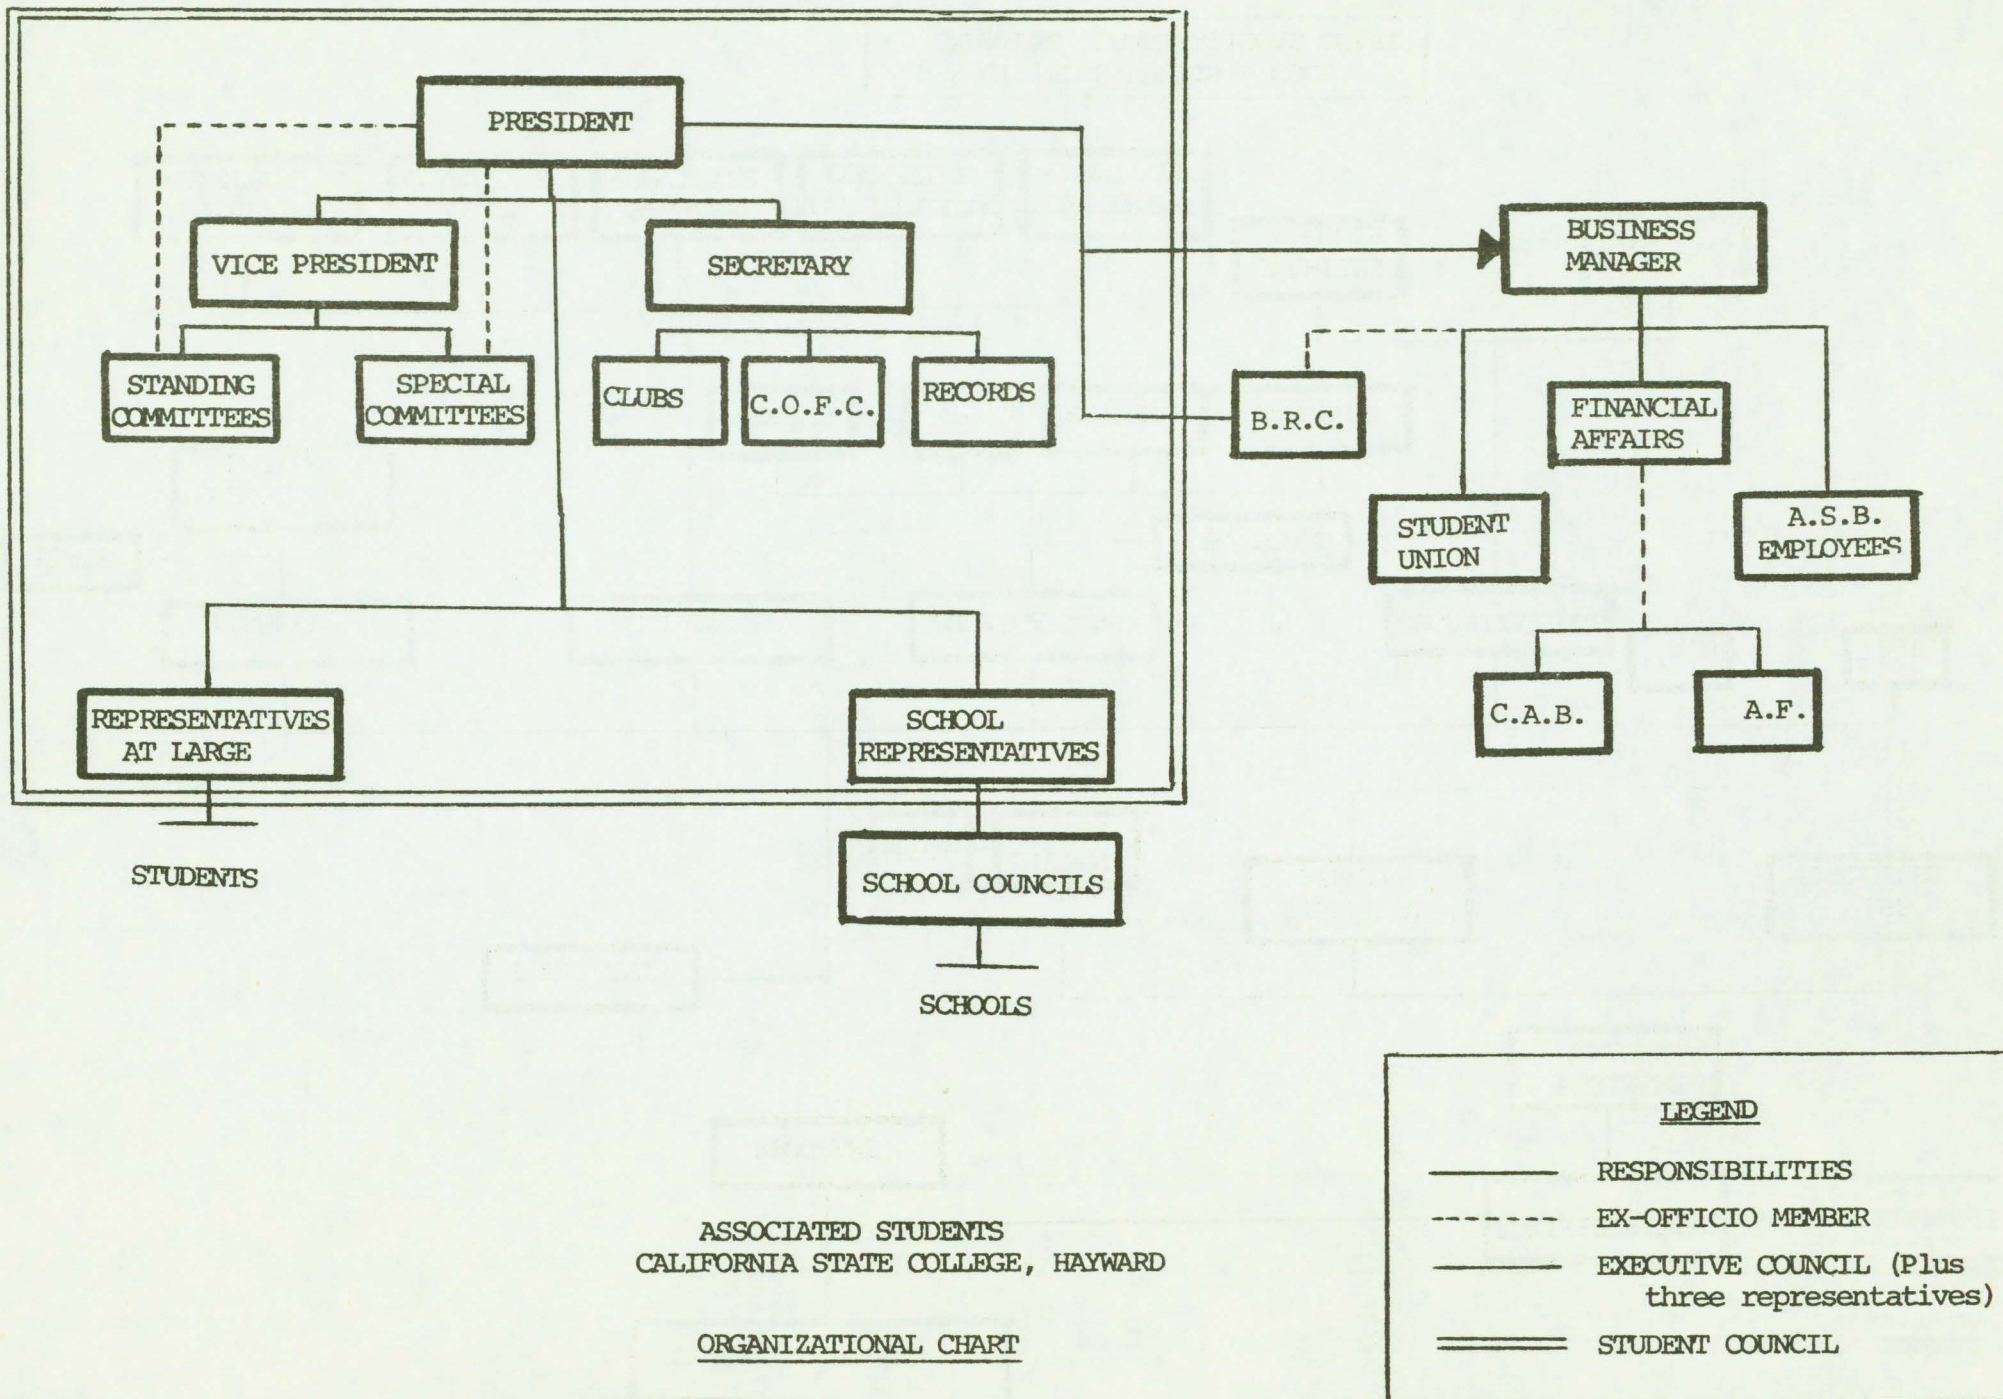 PRESIDENT
VICE PRESIDENT
SECRETARY
STANDING
COMMITTEES
SPECIAL
COMMITTEES
CLUBS
C.O.F.C.
RECORDS
REPRESENTATIVES
AT LARGE
SCHOOL
REPRESENTATIVES
STUDENTS
SCHOOL COUNCILS
SCHOOLS
BUSINESS
MANAGER
B.R.C.
FINANCIAL
AFFAIRS
STUDENT
UNION
A.S.B.
EMPLOYEES
C.A.B.
A.F.
ASSOCIATED STUDENTS
CALIFORNIA STATE COLLEGE, HAYWARD
ORGANIZATIONAL CHART
LEGEND
RESPONSIBILITIES
EX-OFFICIO MEMBER
EXECUTIVE COUNCIL (Plus
three representatives)
STUDENT COUNCIL